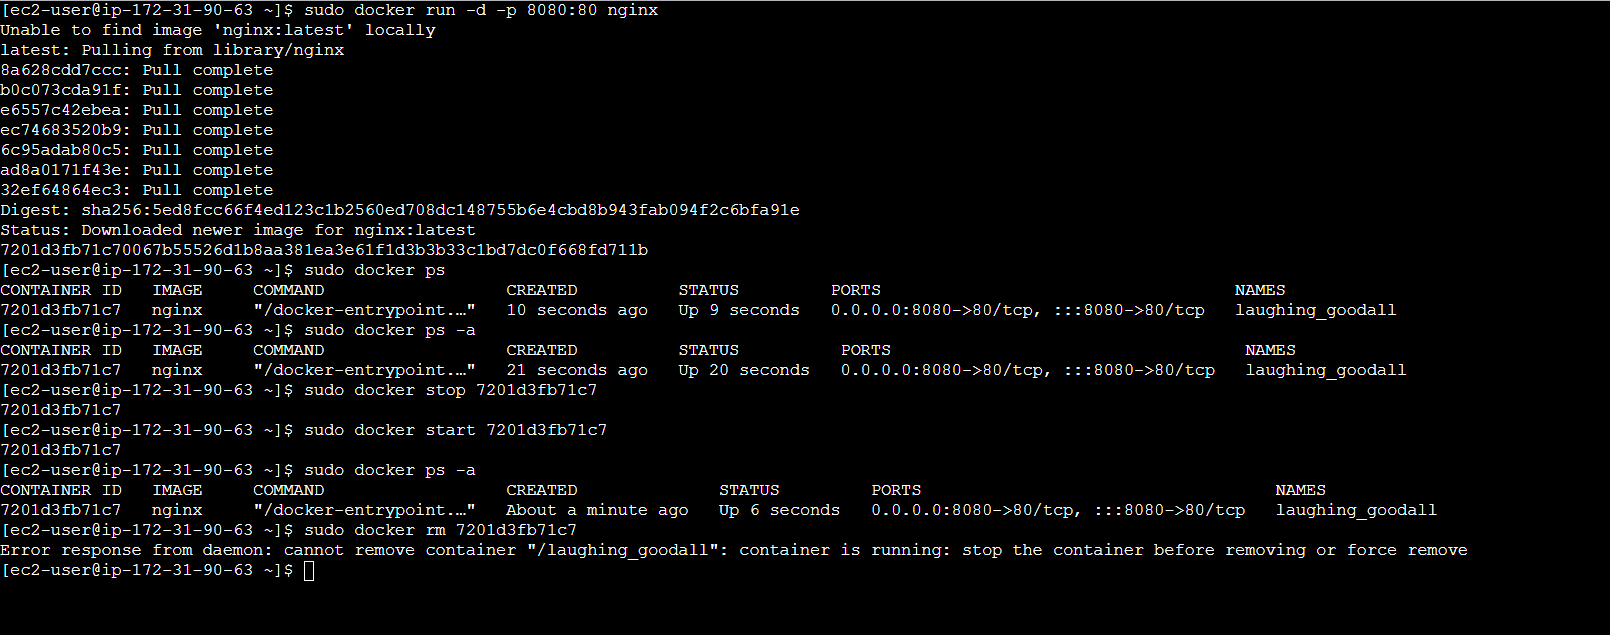 [ec2-user@ip-172-31-90-63 ~]$ sudo docker run -d -p 8080:80 nginx
Unable to find image 'nginx:latest' locally
latest: Pulling from library/nginx
8a628cdd7ccc: Pull complete
b0c073cda91f: Pull complete
e6557c42ebea: Pull complete
ec74683520b9: Pull complete
6c95adab80c5: Pull complete
ad8a0171f43e: Pull complete
32ef64864ec3: Pull complete
Digest: sha256:5ed8fcc66f4ed123c1b2560ed708dc148755b6e4cbd8b943fab094f2c6bfa91e
Status: Downloaded newer image for nginx:latest
7201d3fb71c70067b55526d1b8aa381ea3e61f1d3b3b33c1bd7dc0f668fd711b
[ec2-user@ip-172-31-90-63 ~]$ sudo docker ps
CONTAINER ID   IMAGE     COMMAND                  CREATED          STATUS         PORTS                                   NAMES
7201d3fb71c7   nginx     "/docker-entrypoint.…"   10 seconds ago   Up 9 seconds   0.0.0.0:8080->80/tcp, :::8080->80/tcp   laughing_goodall
[ec2-user@ip-172-31-90-63 ~]$ sudo docker ps -a
CONTAINER ID   IMAGE     COMMAND                  CREATED          STATUS          PORTS                                   NAMES
7201d3fb71c7   nginx     "/docker-entrypoint.…"   21 seconds ago   Up 20 seconds   0.0.0.0:8080->80/tcp, :::8080->80/tcp   laughing_goodall
[ec2-user@ip-172-31-90-63 ~]$ sudo docker stop 7201d3fb71c7
7201d3fb71c7
[ec2-user@ip-172-31-90-63 ~]$ sudo docker start 7201d3fb71c7
7201d3fb71c7
[ec2-user@ip-172-31-90-63 ~]$ sudo docker ps -a
CONTAINER ID   IMAGE     COMMAND                  CREATED              STATUS         PORTS                                   NAMES
7201d3fb71c7   nginx     "/docker-entrypoint.…"   About a minute ago   Up 6 seconds   0.0.0.0:8080->80/tcp, :::8080->80/tcp   laughing_goodall
[ec2-user@ip-172-31-90-63 ~]$ sudo docker rm 7201d3fb71c7
Error response from daemon: cannot remove container "/laughing_goodall": container is running: stop the container before removing or force remove
[ec2-user@ip-172-31-90-63 ~]$